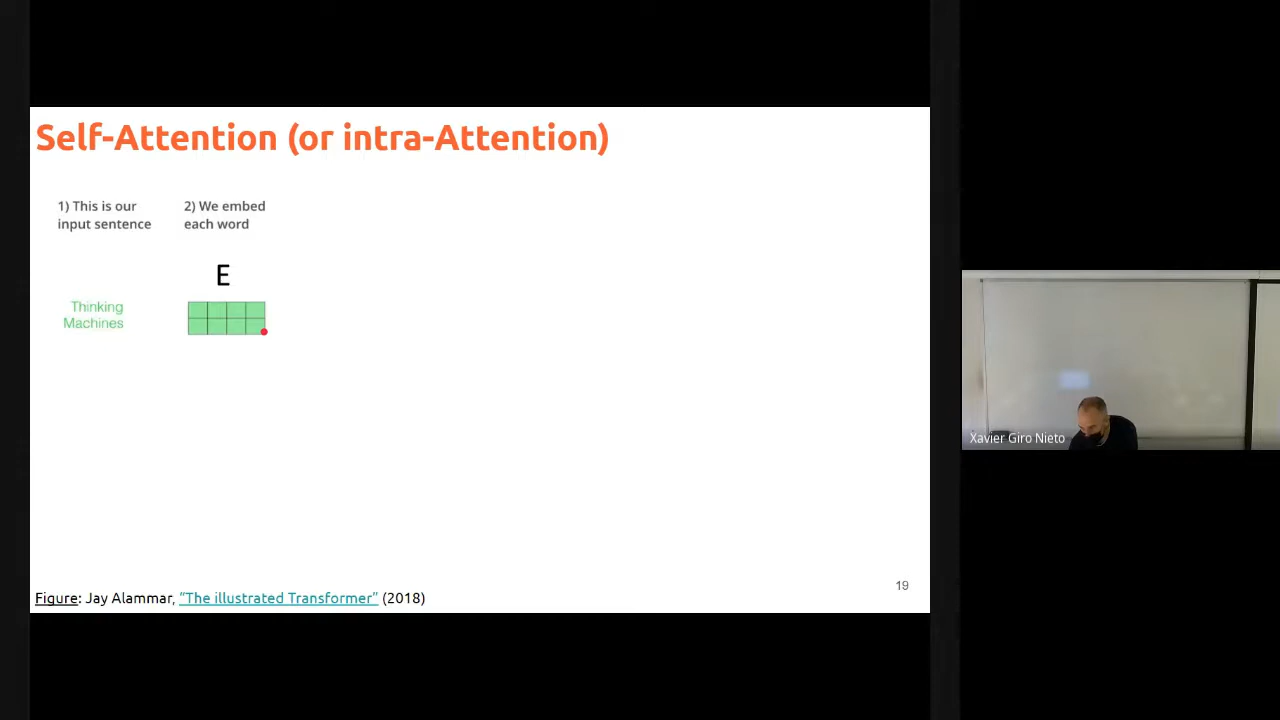 Self-Attention (or intra-Attention)
1) This is our
input sentence
2) We embed
each word
E
Thinking
Machines
19
Figure: Jay Alammar, “The illustrated Transformer” (2018)
Xavier Giro Nieto